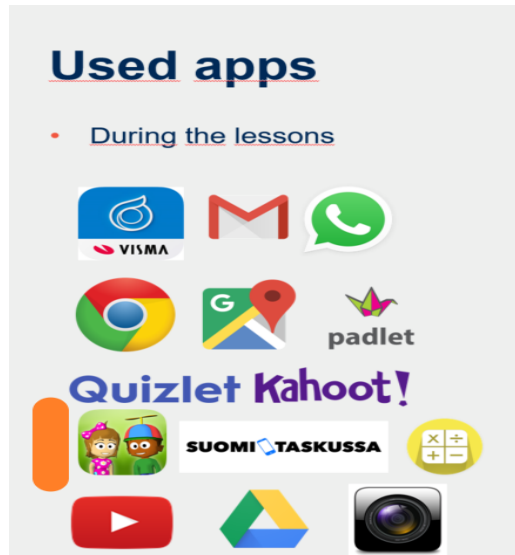 Used apps
• During the lessons
VISMA
G
padlet
Quizlet Kahoot!
SUOMI TASKUSSA